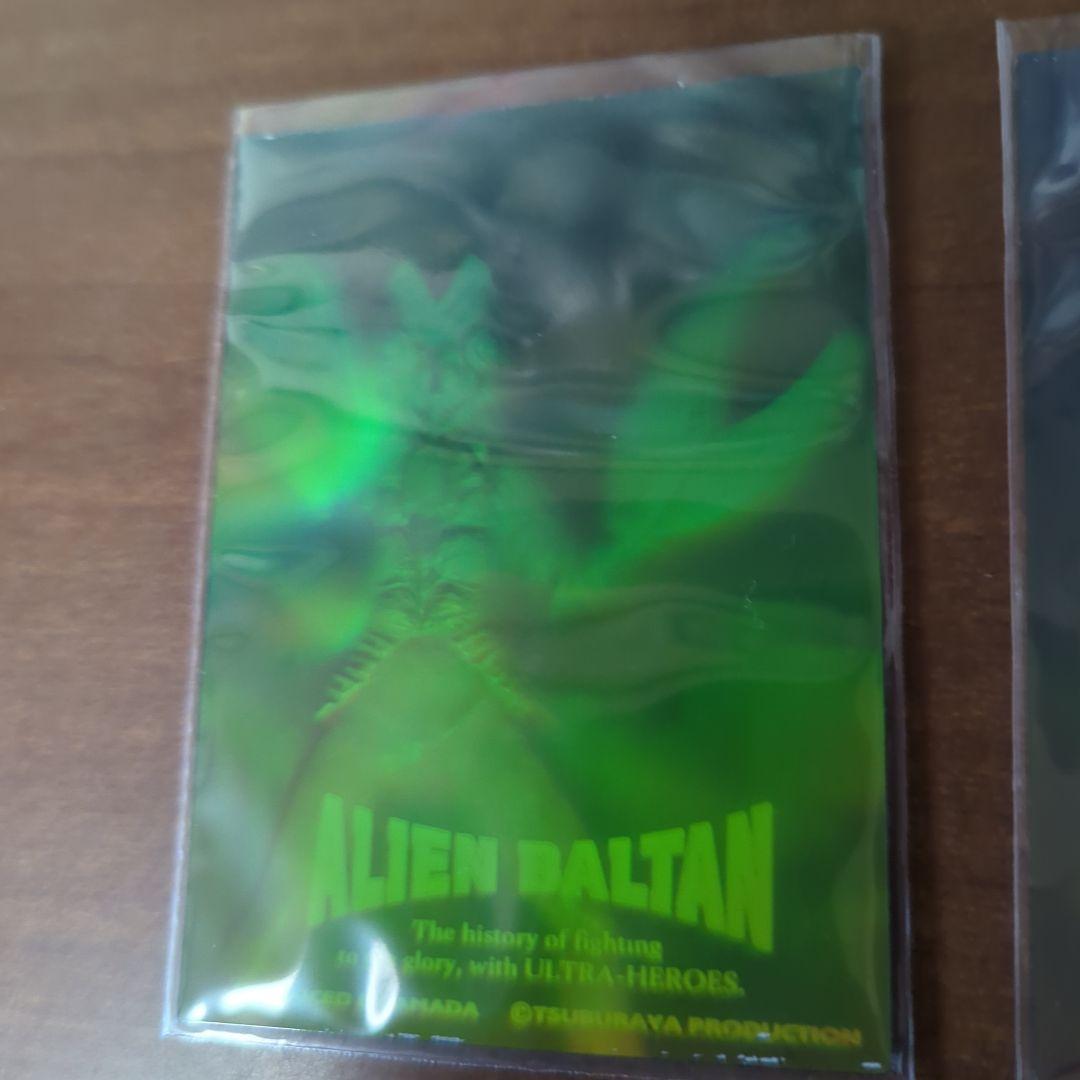 ALIEN BALTAN
The history of fighting
to glory, with ULTRA-HEROES.
©TSUBURAYA PRODUCTION